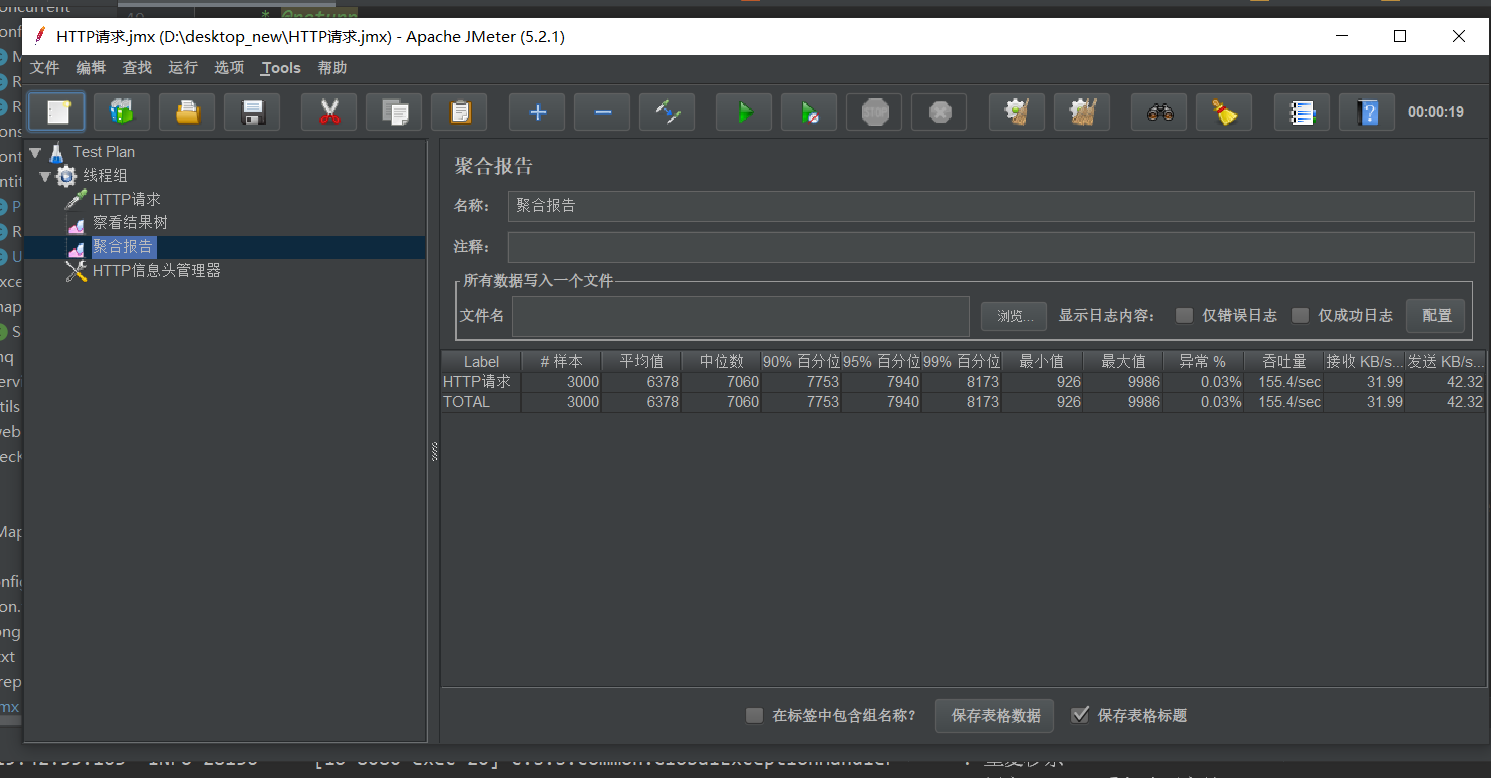 HTTP请求.jmx (D:\desktop_new\HTTP请求.jmx) - Apache JMeter (5.2.1)
文件 编辑 查找 运行 选项 Tools 帮助
00:00:19
Test Plan
线程组
HTTP请求
察看结果树
聚合报告
HTTP信息头管理器
聚合报告
名称： 聚合报告
注释：
所有数据写入一个文件
文件名 浏览... 显示日志内容： 仅错误日志 仅成功日志 配置
Label # 样本 平均值 中位数 90% 百分位 95% 百分位 99% 百分位 最小值 最大值 异常 % 吞吐量 接收 KB/s... 发送 KB/s...
HTTP请求 3000 6378 7060 7753 7940 8173 926 9986 0.03% 155.4/sec 31.99 42.32
TOTAL 3000 6378 7060 7753 7940 8173 926 9986 0.03% 155.4/sec 31.99 42.32
在标签中包含组名称？ 保存表格数据 保存表格标题